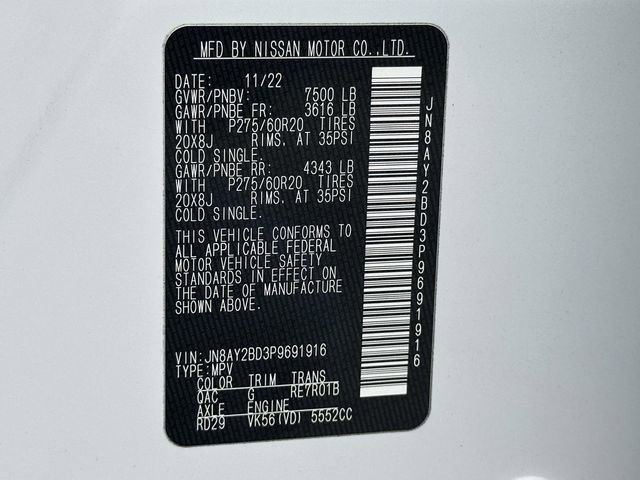 MFD BY NISSAN MOTOR CO.,LTD.
DATE: 11/22
GVWR/PNBV: 7500 LB
GAWR/PNBE FR: 3616 LB
WITH P275/60R20 TIRES
20X8J RIMS, AT 35PSI
COLD SINGLE.
GAWR/PNBE RR: 4343 LB
WITH P275/60R20 TIRES
20X8J RIMS, AT 35PSI
COLD SINGLE.
THIS VEHICLE CONFORMS TO
ALL APPLICABLE FEDERAL
MOTOR VEHICLE SAFETY
STANDARDS IN EFFECT ON
THE DATE OF MANUFACTURE
SHOWN ABOVE.
VIN:JN8AY2BD3P9691916
TYPE:MPV
COLOR TRIM TRANS
QAC G RE7R01B
AXLE ENGINE
RD29 VK56(VD) 5552CC
JN8AY2BD3P9691916